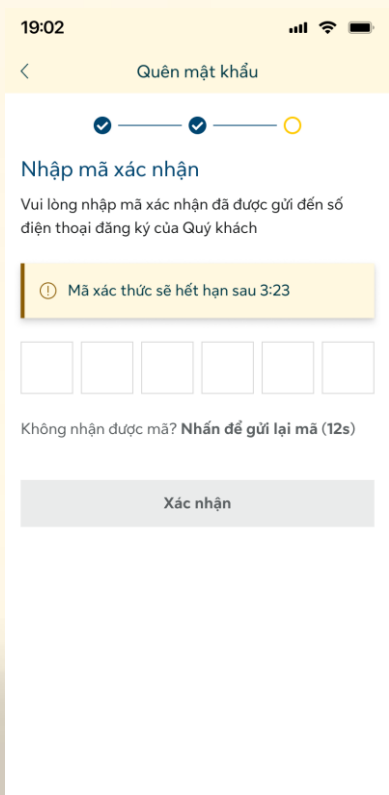 19:02
Quên mật khẩu
Nhập mã xác nhận
Vui lòng nhập mã xác nhận đã được gửi đến số
điện thoại đăng ký của Quý khách
Mã xác thực sẽ hết hạn sau 3:23
Không nhận được mã? Nhấn để gửi lại mã (12s)
Xác nhận